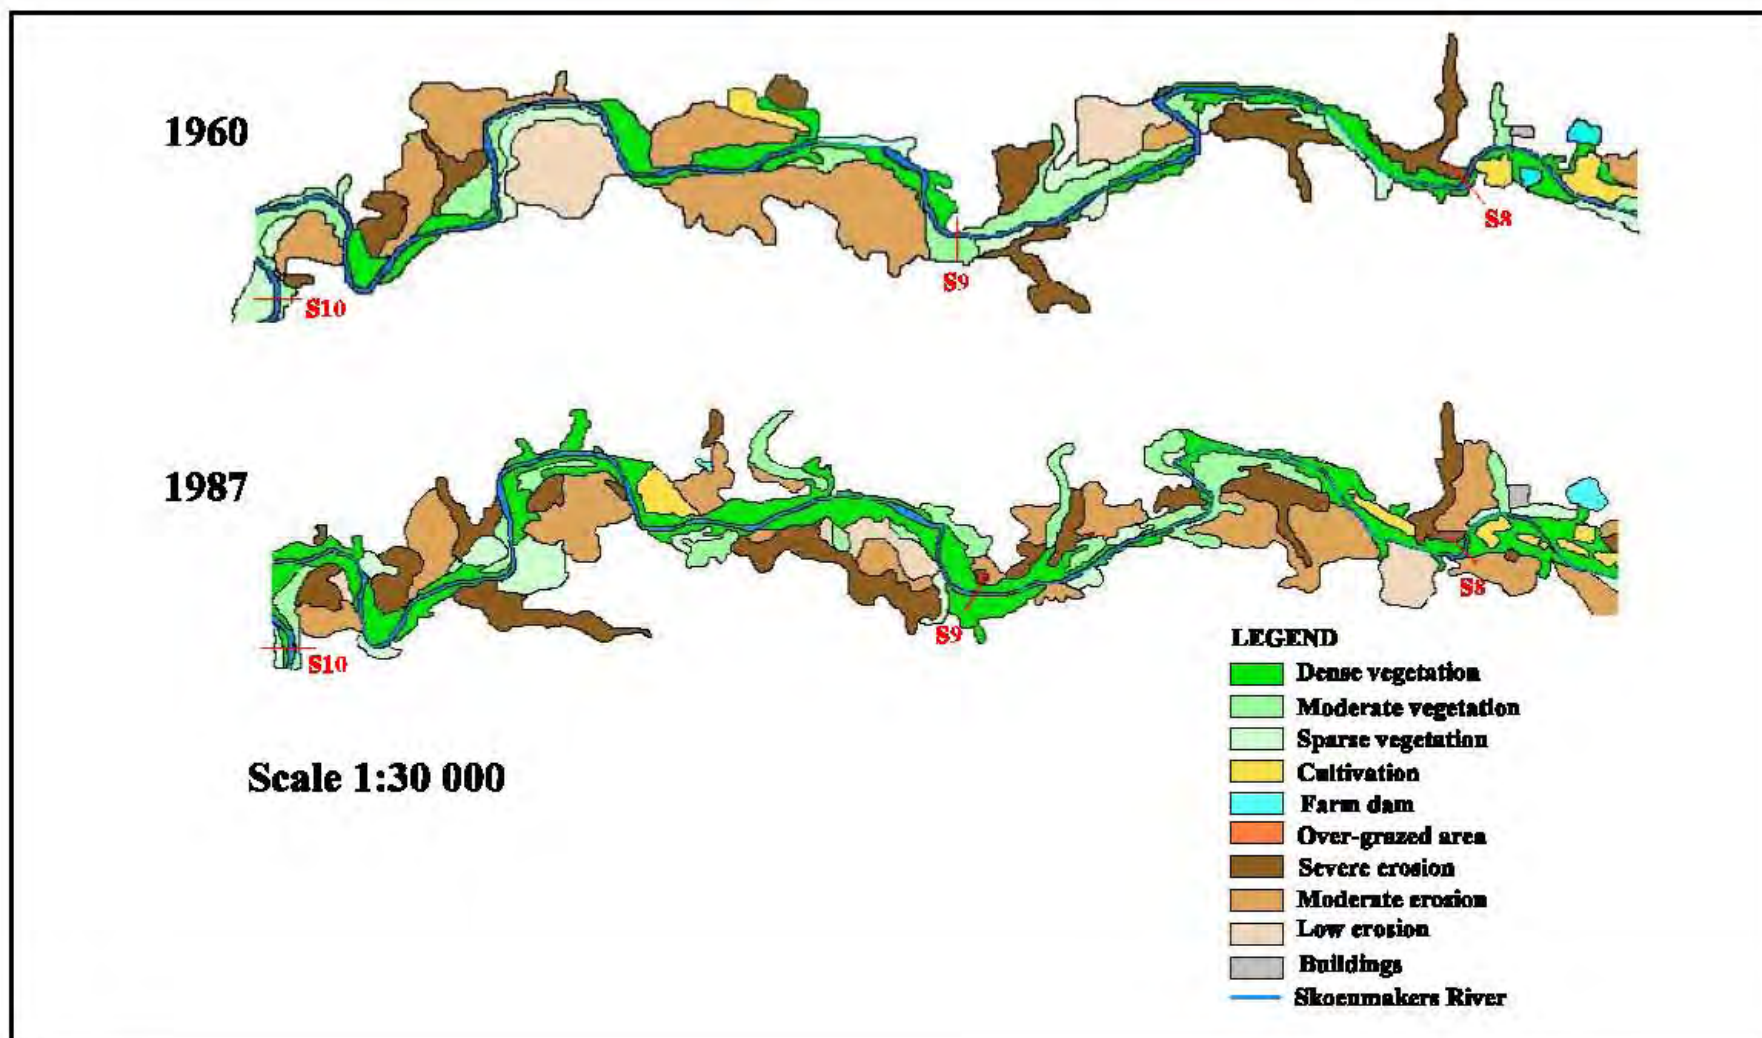 1960
S8
S9
S10
1987
S8
S9
S10
LEGEND
Dense vegetation
Moderate vegetation
Sparse vegetation
Cultivation
Farm dam
Over-grazed area
Severe erosion
Moderate erosion
Low erosion
Buildings
Skoenmakers River
Scale 1:30 000